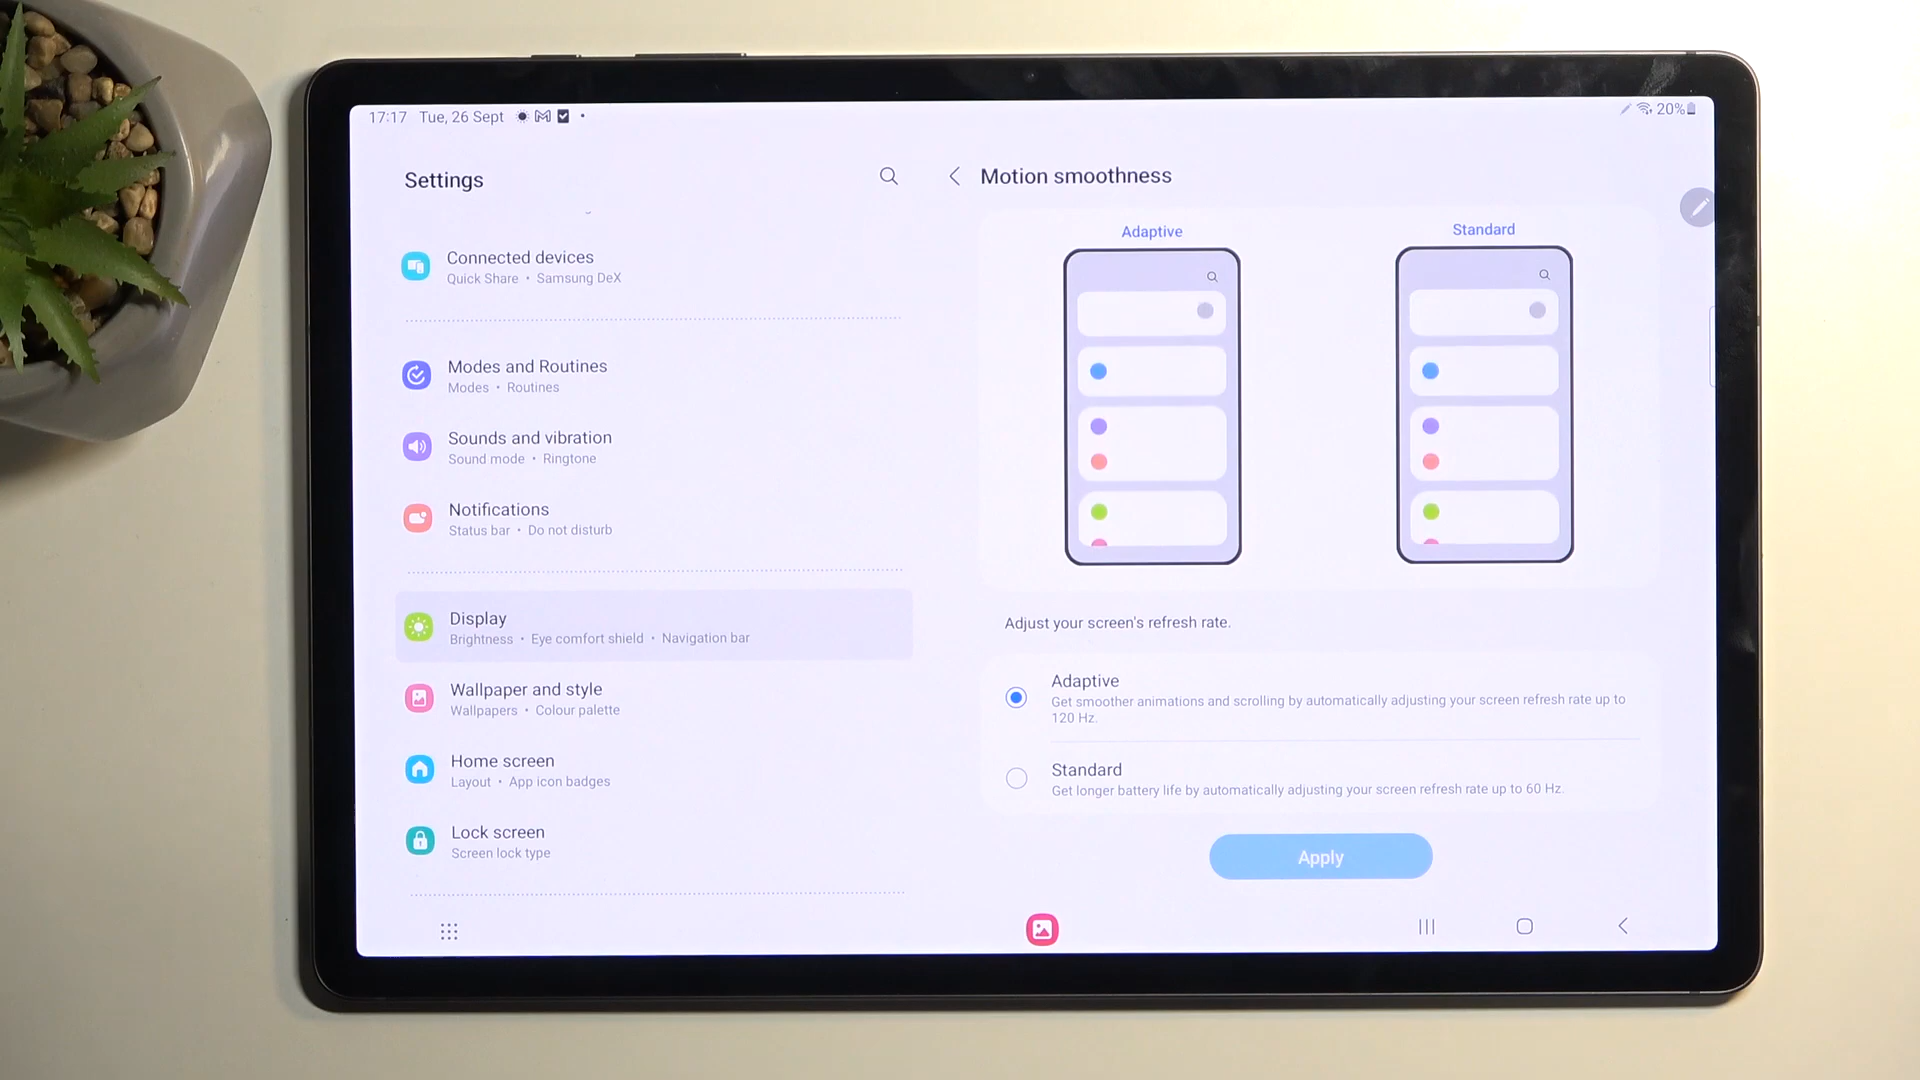 17:17 Tue, 26 Sept
20%
Settings
Connected devices
Quick Share • Samsung DeX
Modes and Routines
Modes • Routines
Sounds and vibration
Sound mode • Ringtone
Notifications
Status bar • Do not disturb
Display
Brightness • Eye comfort shield • Navigation bar
Wallpaper and style
Wallpapers • Colour palette
Home screen
Layout • App icon badges
Lock screen
Screen lock type
Motion smoothness
Adaptive
Standard
Adjust your screen's refresh rate.
Adaptive
Get smoother animations and scrolling by automatically adjusting your screen refresh rate up to
120 Hz.
Standard
Get longer battery life by automatically adjusting your screen refresh rate up to 60 Hz.
Apply